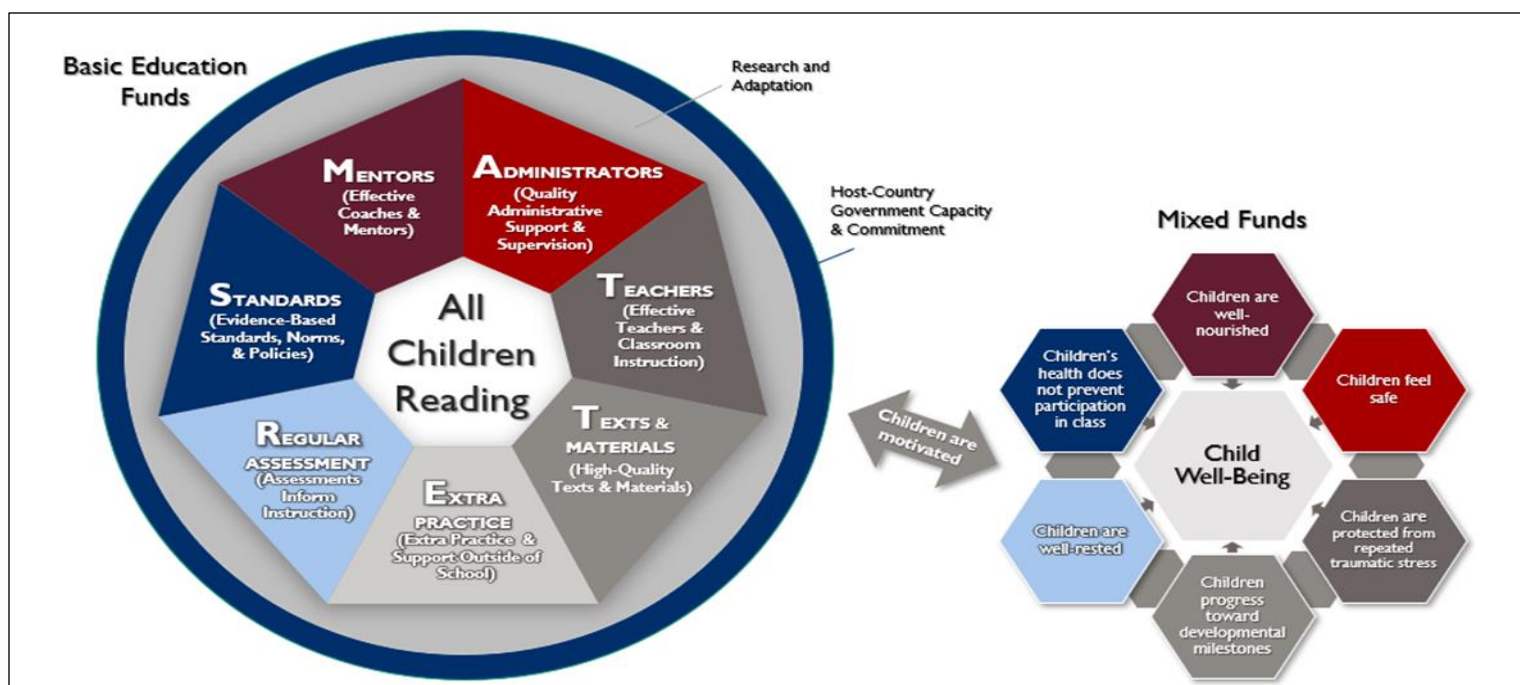 Basic Education
Funds
Research and
Adaptation
MENTORS
(Effective
Coaches &
Mentors)
ADMINISTRATORS
(Quality
Administrative
Support &
Supervision)
Host-Country
Government Capacity
& Commitment
STANDARDS
(Evidence-Based
Standards, Norms,
& Policies)
All
Children
Reading
TEACHERS
(Effective
Teachers &
Classroom
Instruction)
REGULAR
ASSESSMENT
(Assessments
Inform
Instruction)
EXTRA
PRACTICE
(Extra Practice &
Support Outside of
School)
TEXTS &
MATERIALS
(High-Quality
Texts & Materials)
Children are
motivated
Mixed Funds
Children are
well-
nourished
Children's
health does
not prevent
participation
in class
Children feel
safe
Child
Well-Being
Children are
well-rested
Children are
protected from
repeated
traumatic stress
Children
progress
toward
developmental
milestones